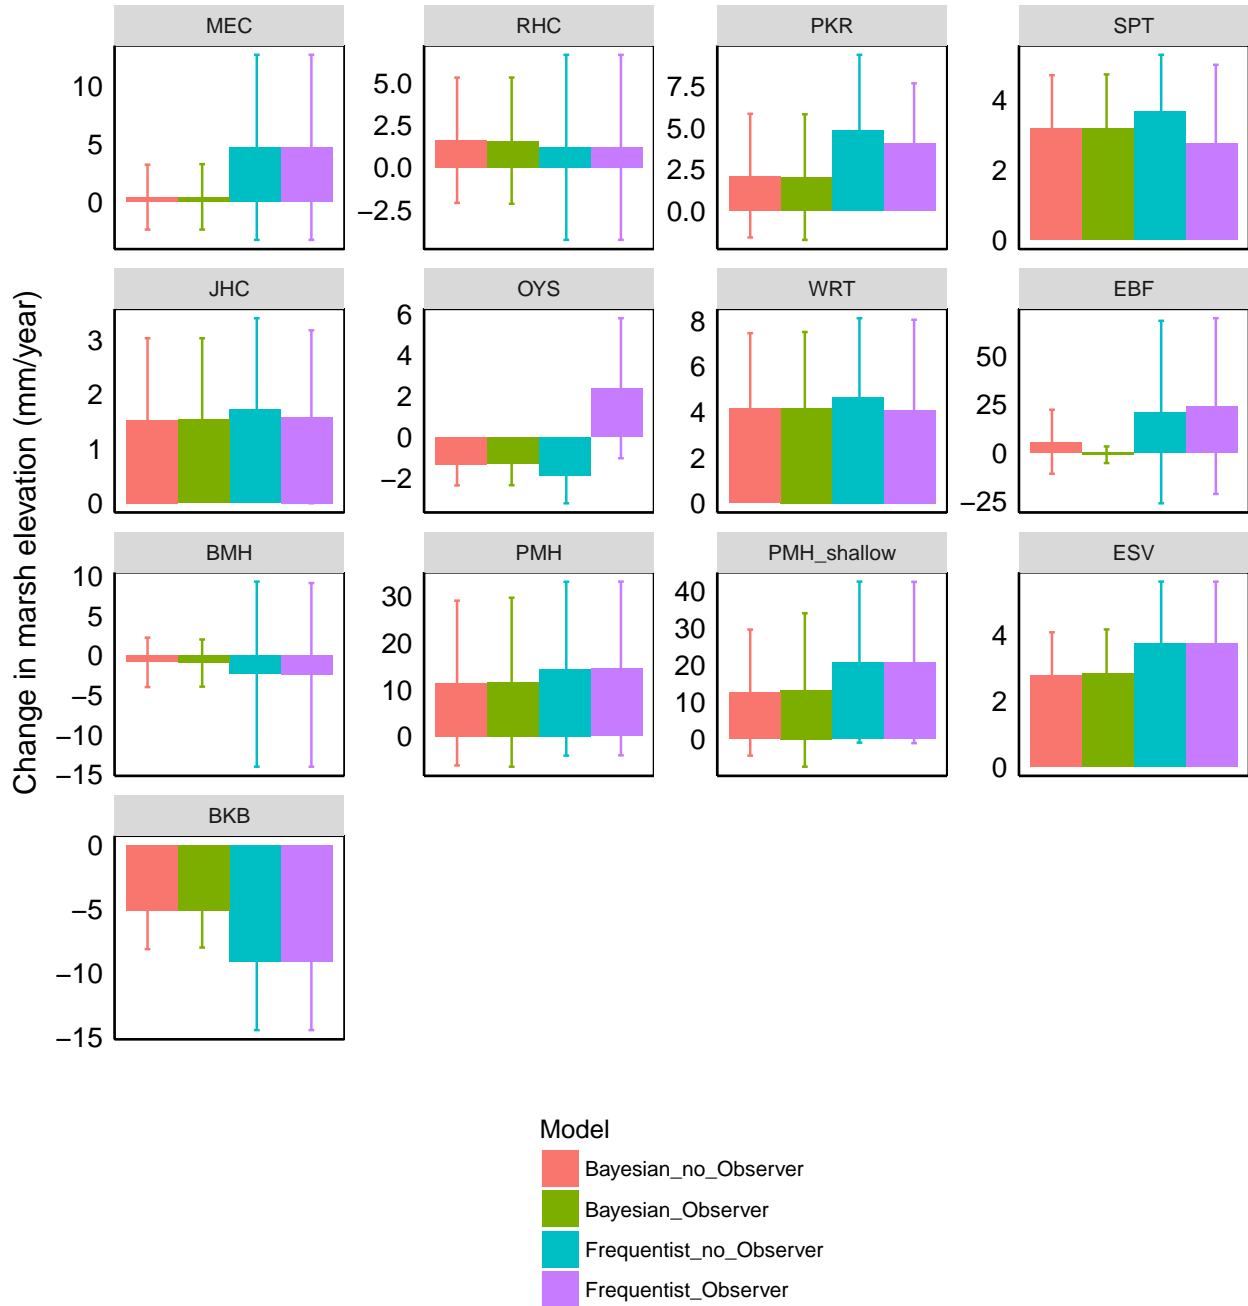 MEC
RHC
PKR
SPT
10
5
0
5.0
2.5
0.0
−2.5
7.5
5.0
2.5
0.0
4
2
0
JHC
OYS
WRT
EBF
3
2
1
0
6
4
2
0
−2
8
6
4
2
0
50
25
0
−25
BMH
PMH
PMH_shallow
ESV
10
5
0
−5
−10
−15
30
20
10
0
40
30
20
10
0
4
2
0
BKB
0
−5
−10
−15
Change in marsh elevation (mm/year)
Model
Bayesian_no_Observer
Bayesian_Observer
Frequentist_no_Observer
Frequentist_Observer